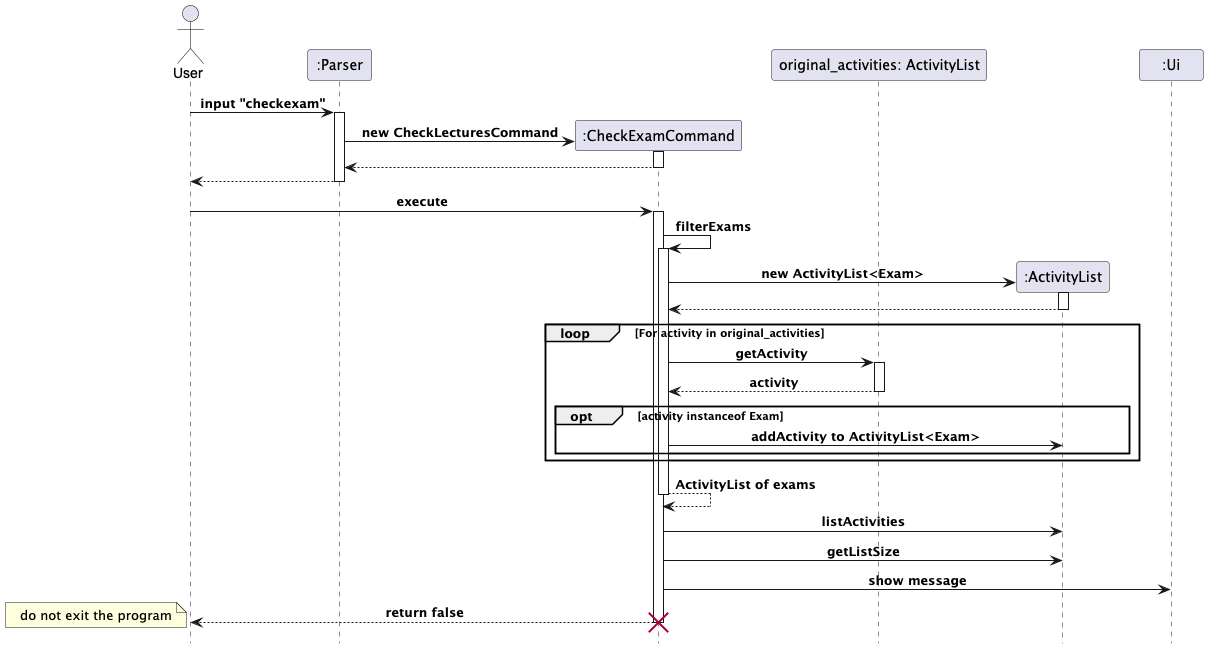 User
:Parser
original_activities: ActivityList
:Ui
input "checkexam"
new CheckLecturesCommand
:CheckExamCommand
execute
filterExams
new ActivityList<Exam>
:ActivityList
loop
[For activity in original_activities]
getActivity
activity
opt
[activity instanceof Exam]
addActivity to ActivityList<Exam>
ActivityList of exams
listActivities
getListSize
show message
do not exit the program
return false